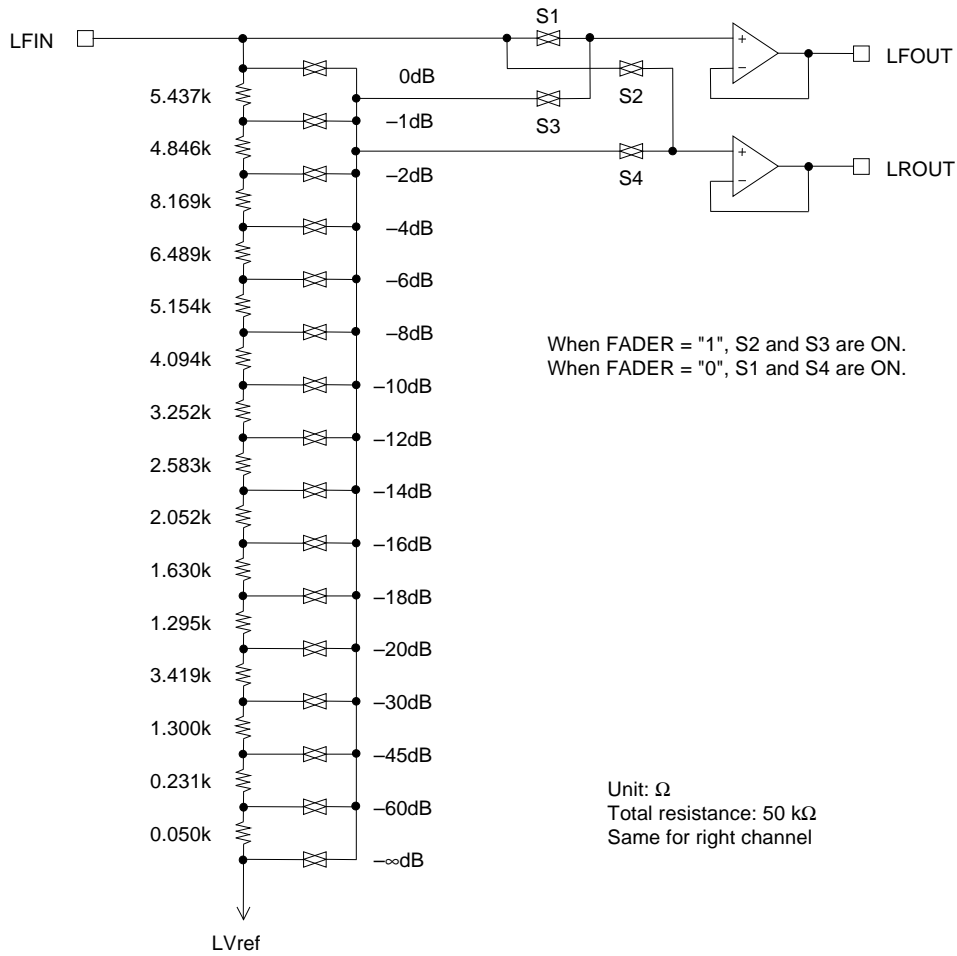 LFIN
S1
LFOUT
0dB
S2
5.437k
S3
–1dB
4.846k
–2dB
S4
LROUT
8.169k
–4dB
6.489k
–6dB
5.154k
–8dB
When FADER = "1", S2 and S3 are ON.
When FADER = "0", S1 and S4 are ON.
4.094k
–10dB
3.252k
–12dB
2.583k
–14dB
2.052k
–16dB
1.630k
–18dB
1.295k
–20dB
3.419k
–30dB
1.300k
–45dB
0.231k
–60dB
0.050k
–∞dB
Unit: Ω
Total resistance: 50 kΩ
Same for right channel
LVref